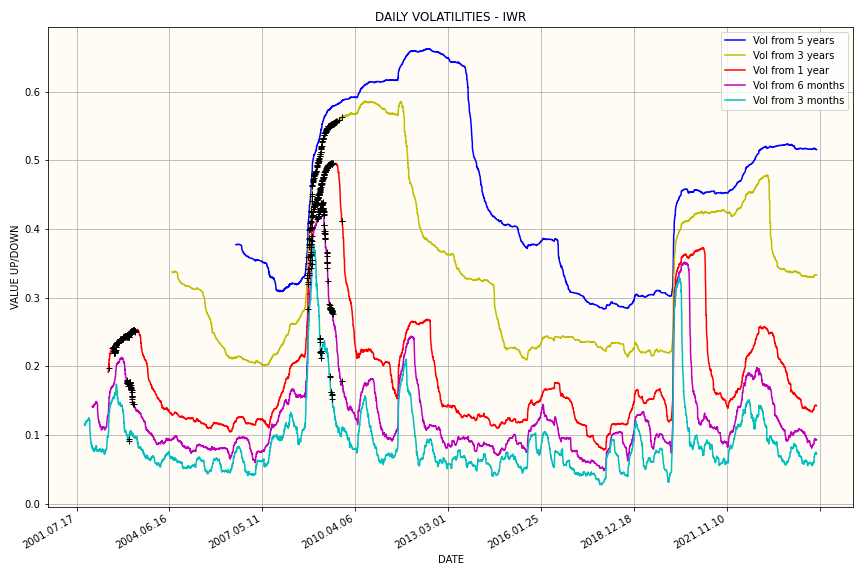 DAILY VOLATILITIES - IWR
Vol from 5 years
Vol from 3 years
Vol from 1 year
Vol from 6 months
Vol from 3 months
VALUE UP/DOWN
0.6
0.5
0.4
0.3
0.2
0.1
0.0
2001.07.17
2004.06.16
2007.05.11
2010.04.06
2013.03.01
2016.01.25
2018.12.18
2021.11.10
DATE